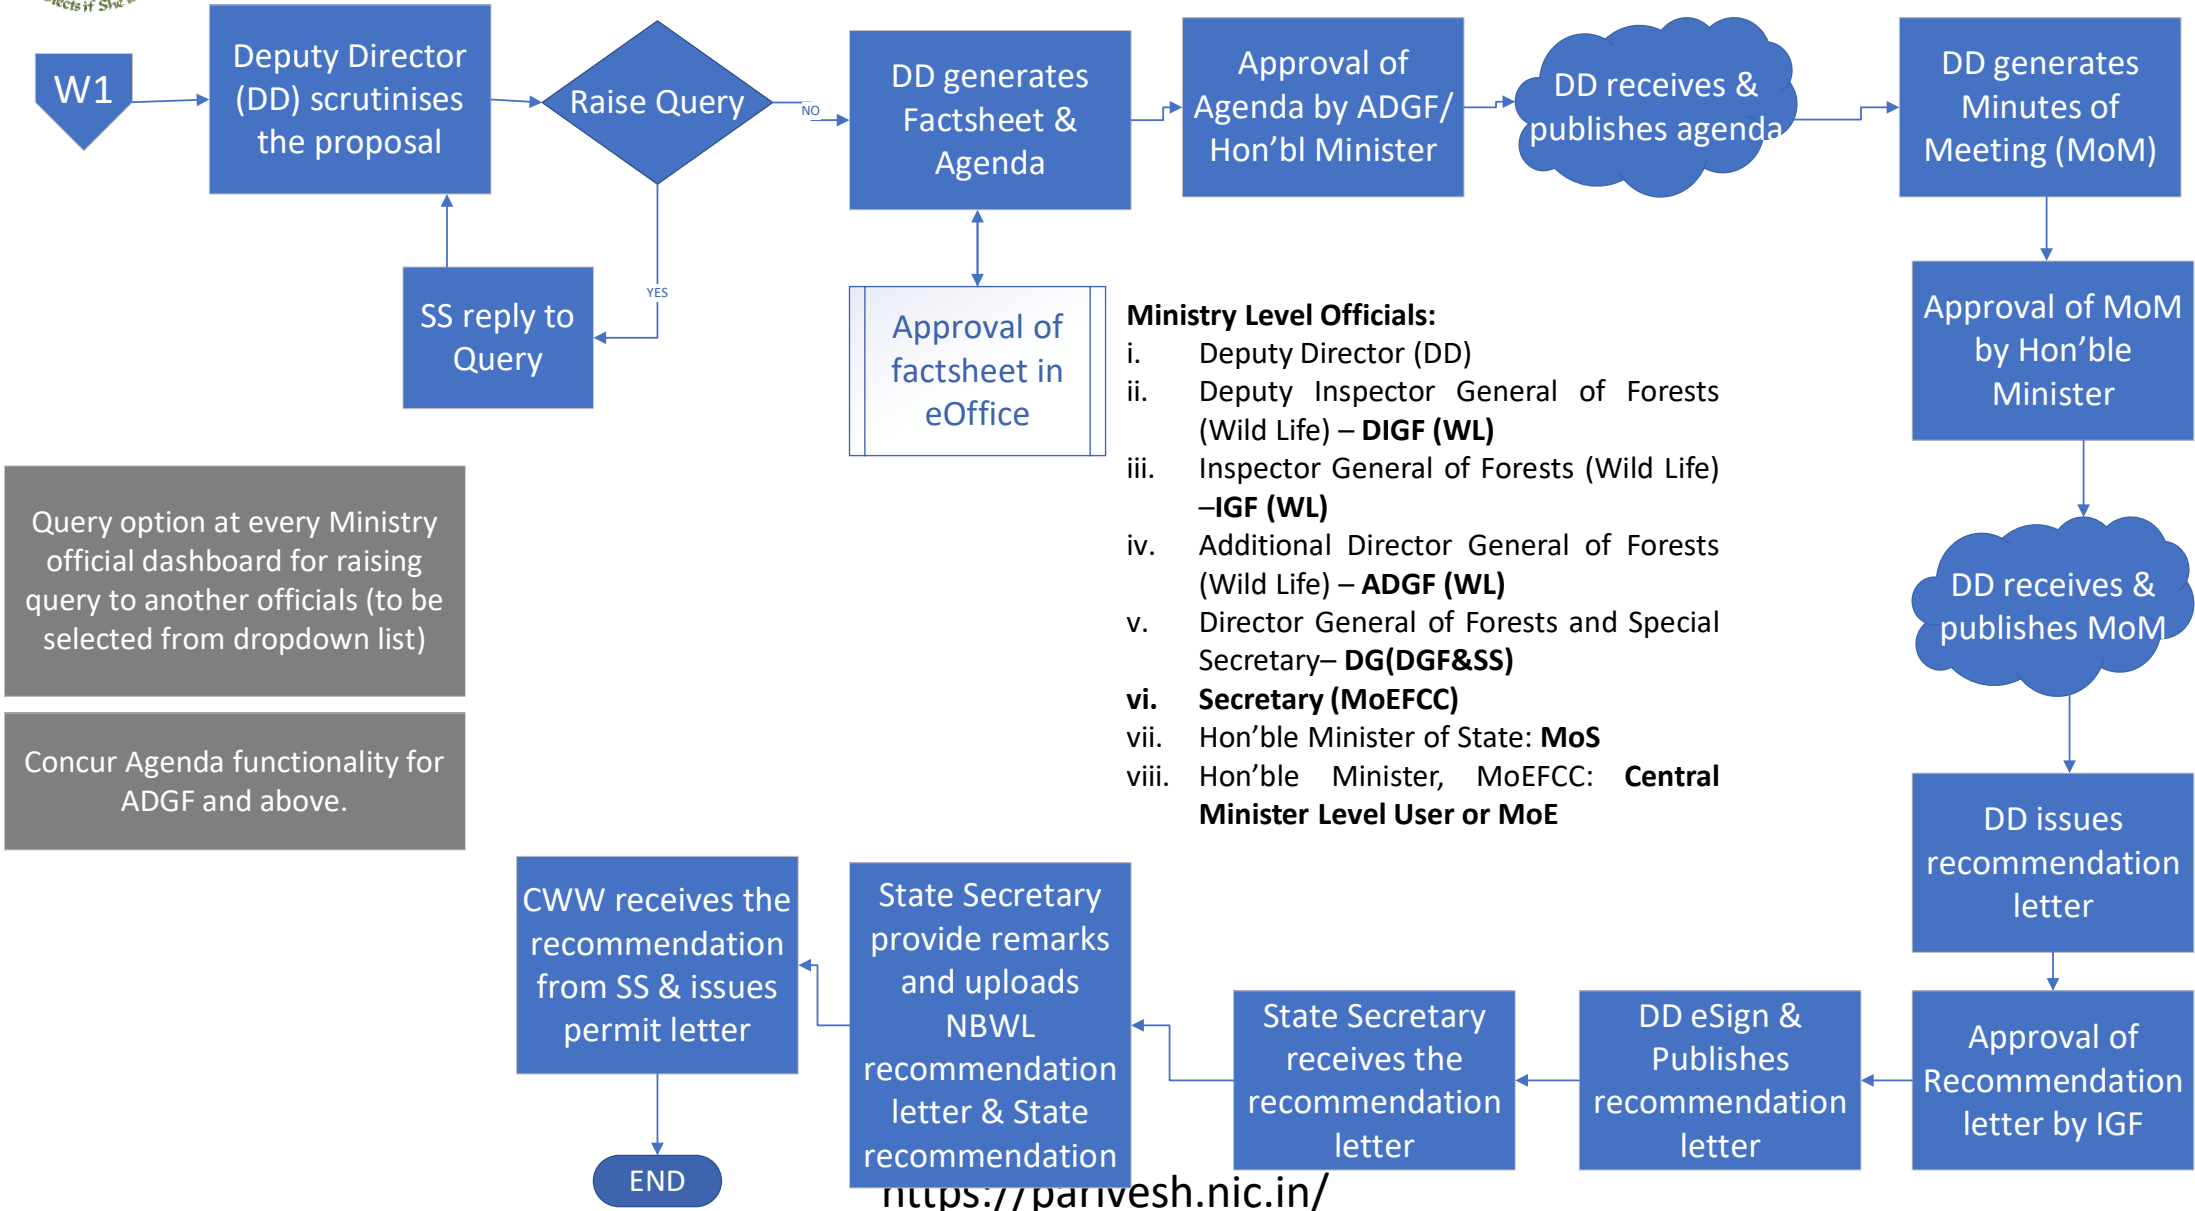 ects if She
W1
Deputy Director
(DD) scrutinises
the proposal
Raise Query
NO
DD generates
Factsheet &
Agenda
Approval of
Agenda by ADGF/
Hon’bl Minister
DD receives &
publishes agenda
DD generates
Minutes of
Meeting (MoM)
YES
SS reply to
Query
Approval of
factsheet in
eOffice
Approval of MoM
by Hon’ble
Minister
Ministry Level Officials:
i. Deputy Director (DD)
ii. Deputy Inspector General of Forests
(Wild Life) – DIGF (WL)
iii. Inspector General of Forests (Wild Life)
–IGF (WL)
iv. Additional Director General of Forests
(Wild Life) – ADGF (WL)
v. Director General of Forests and Special
Secretary– DG(DGF&SS)
vi. Secretary (MoEFCC)
vii. Hon’ble Minister of State: MoS
viii. Hon’ble Minister, MoEFCC: Central
Minister Level User or MoE
Query option at every Ministry
official dashboard for raising
query to another officials (to be
selected from dropdown list)
Concur Agenda functionality for
ADGF and above.
DD receives &
publishes MoM
DD issues
recommendation
letter
Approval of
Recommendation
letter by IGF
DD eSign &
Publishes
recommendation
letter
State Secretary
receives the
recommendation
letter
State Secretary
provide remarks
and uploads
NBWL
recommendation
letter & State
recommendation
CWW receives the
recommendation
from SS & issues
permit letter
END
https://parivesh.nic.in/